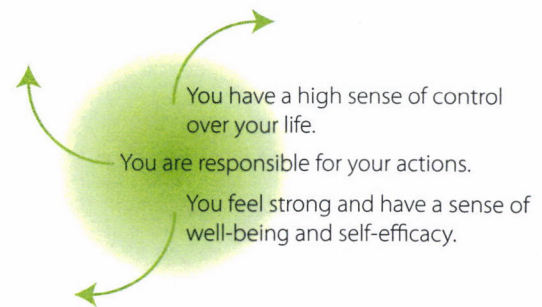 You have a high sense of control
over your life.
You are responsible for your actions.
You feel strong and have a sense of
well-being and self-efficacy.